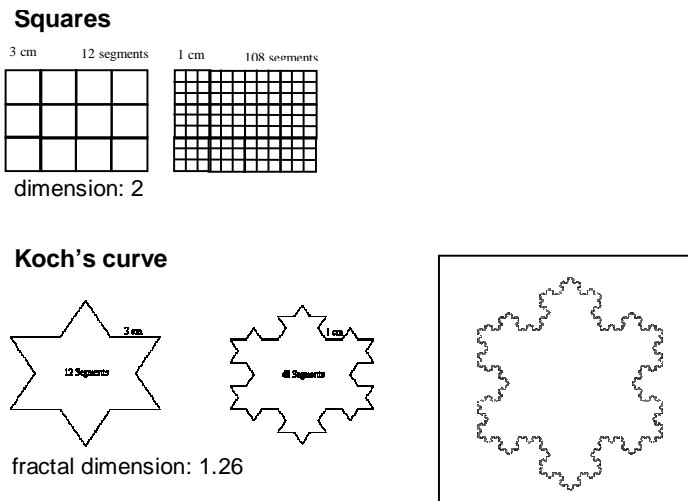 Squares
3 cm 12 segments 1 cm 108 segments
dimension: 2
Koch's curve
3 cm
1 cm
12 Segments
48 Segments
fractal dimension: 1.26